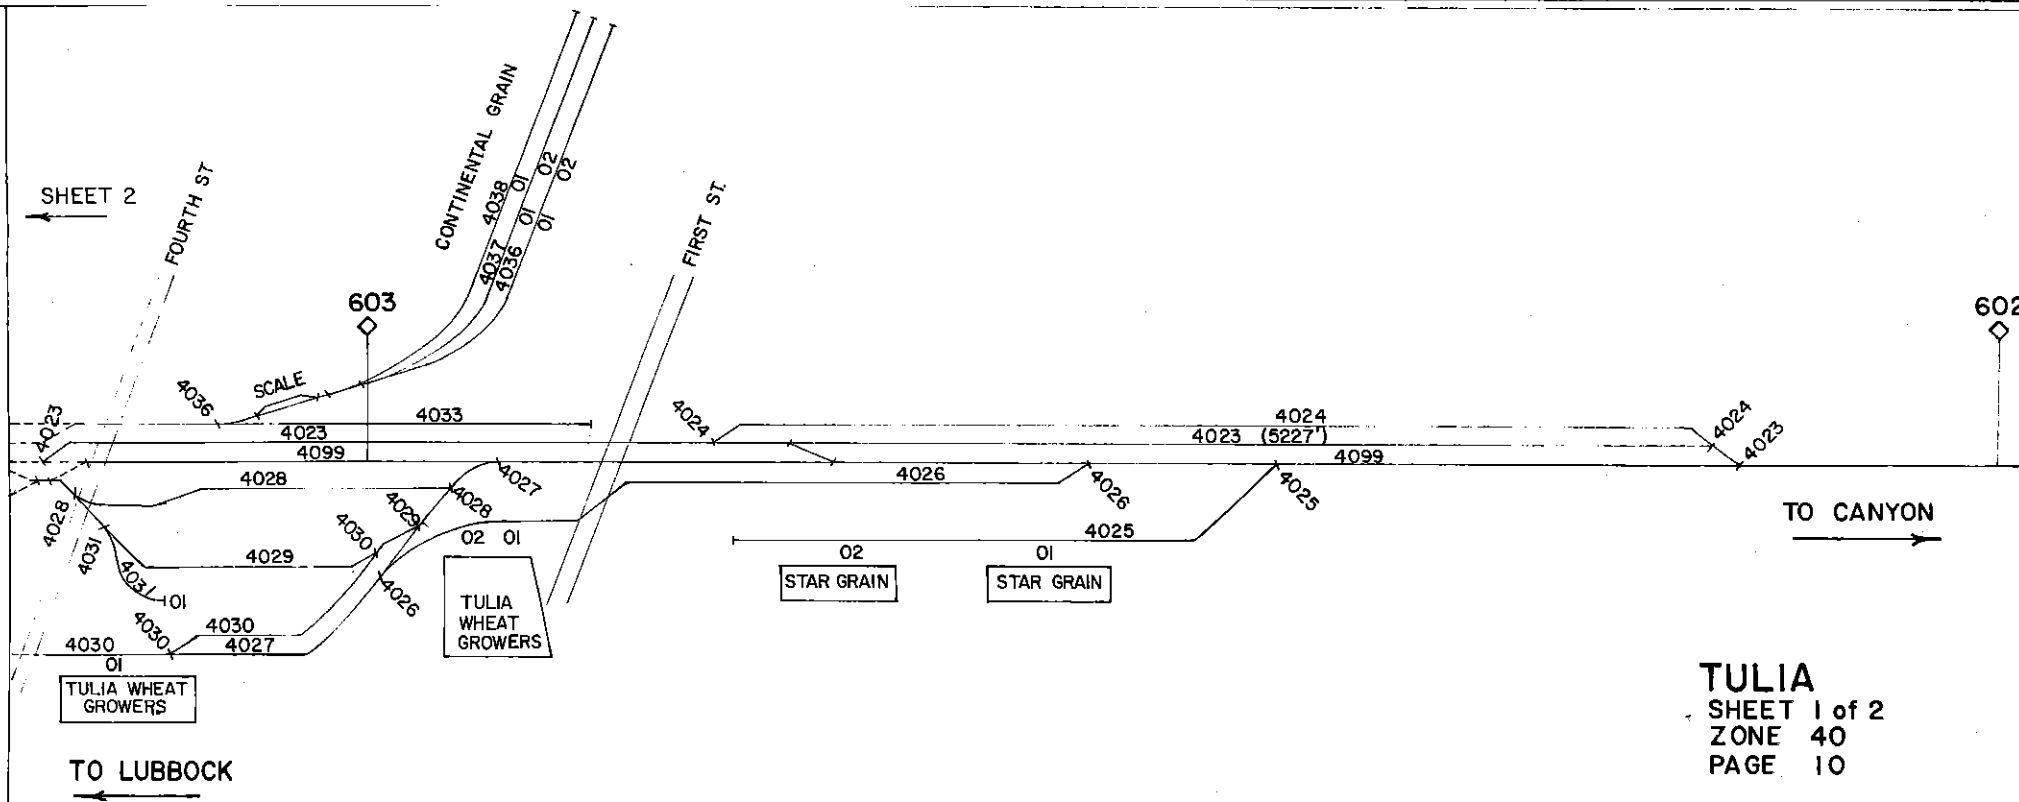 SHEET 2
FOURTH ST
CONTINENTAL GRAIN
4038
01
02
02
4037
01
4036
01
FIRST ST.
603
602
4036
SCALE
4033
4023
4023
4099
4024
4024
4023 (5227')
4099
4024
4023
4028
4028
4027
4028
4029
4030
4026
4026
4025
4025
02 01
4029
4031
4031
01
4026
TULIA
WHEAT
GROWERS
02
STAR GRAIN
01
STAR GRAIN
4030
4030
4027
4030
01
TULIA WHEAT
GROWERS
TO CANYON
TO LUBBOCK
TULIA
SHEET 1 of 2
ZONE 40
PAGE 10